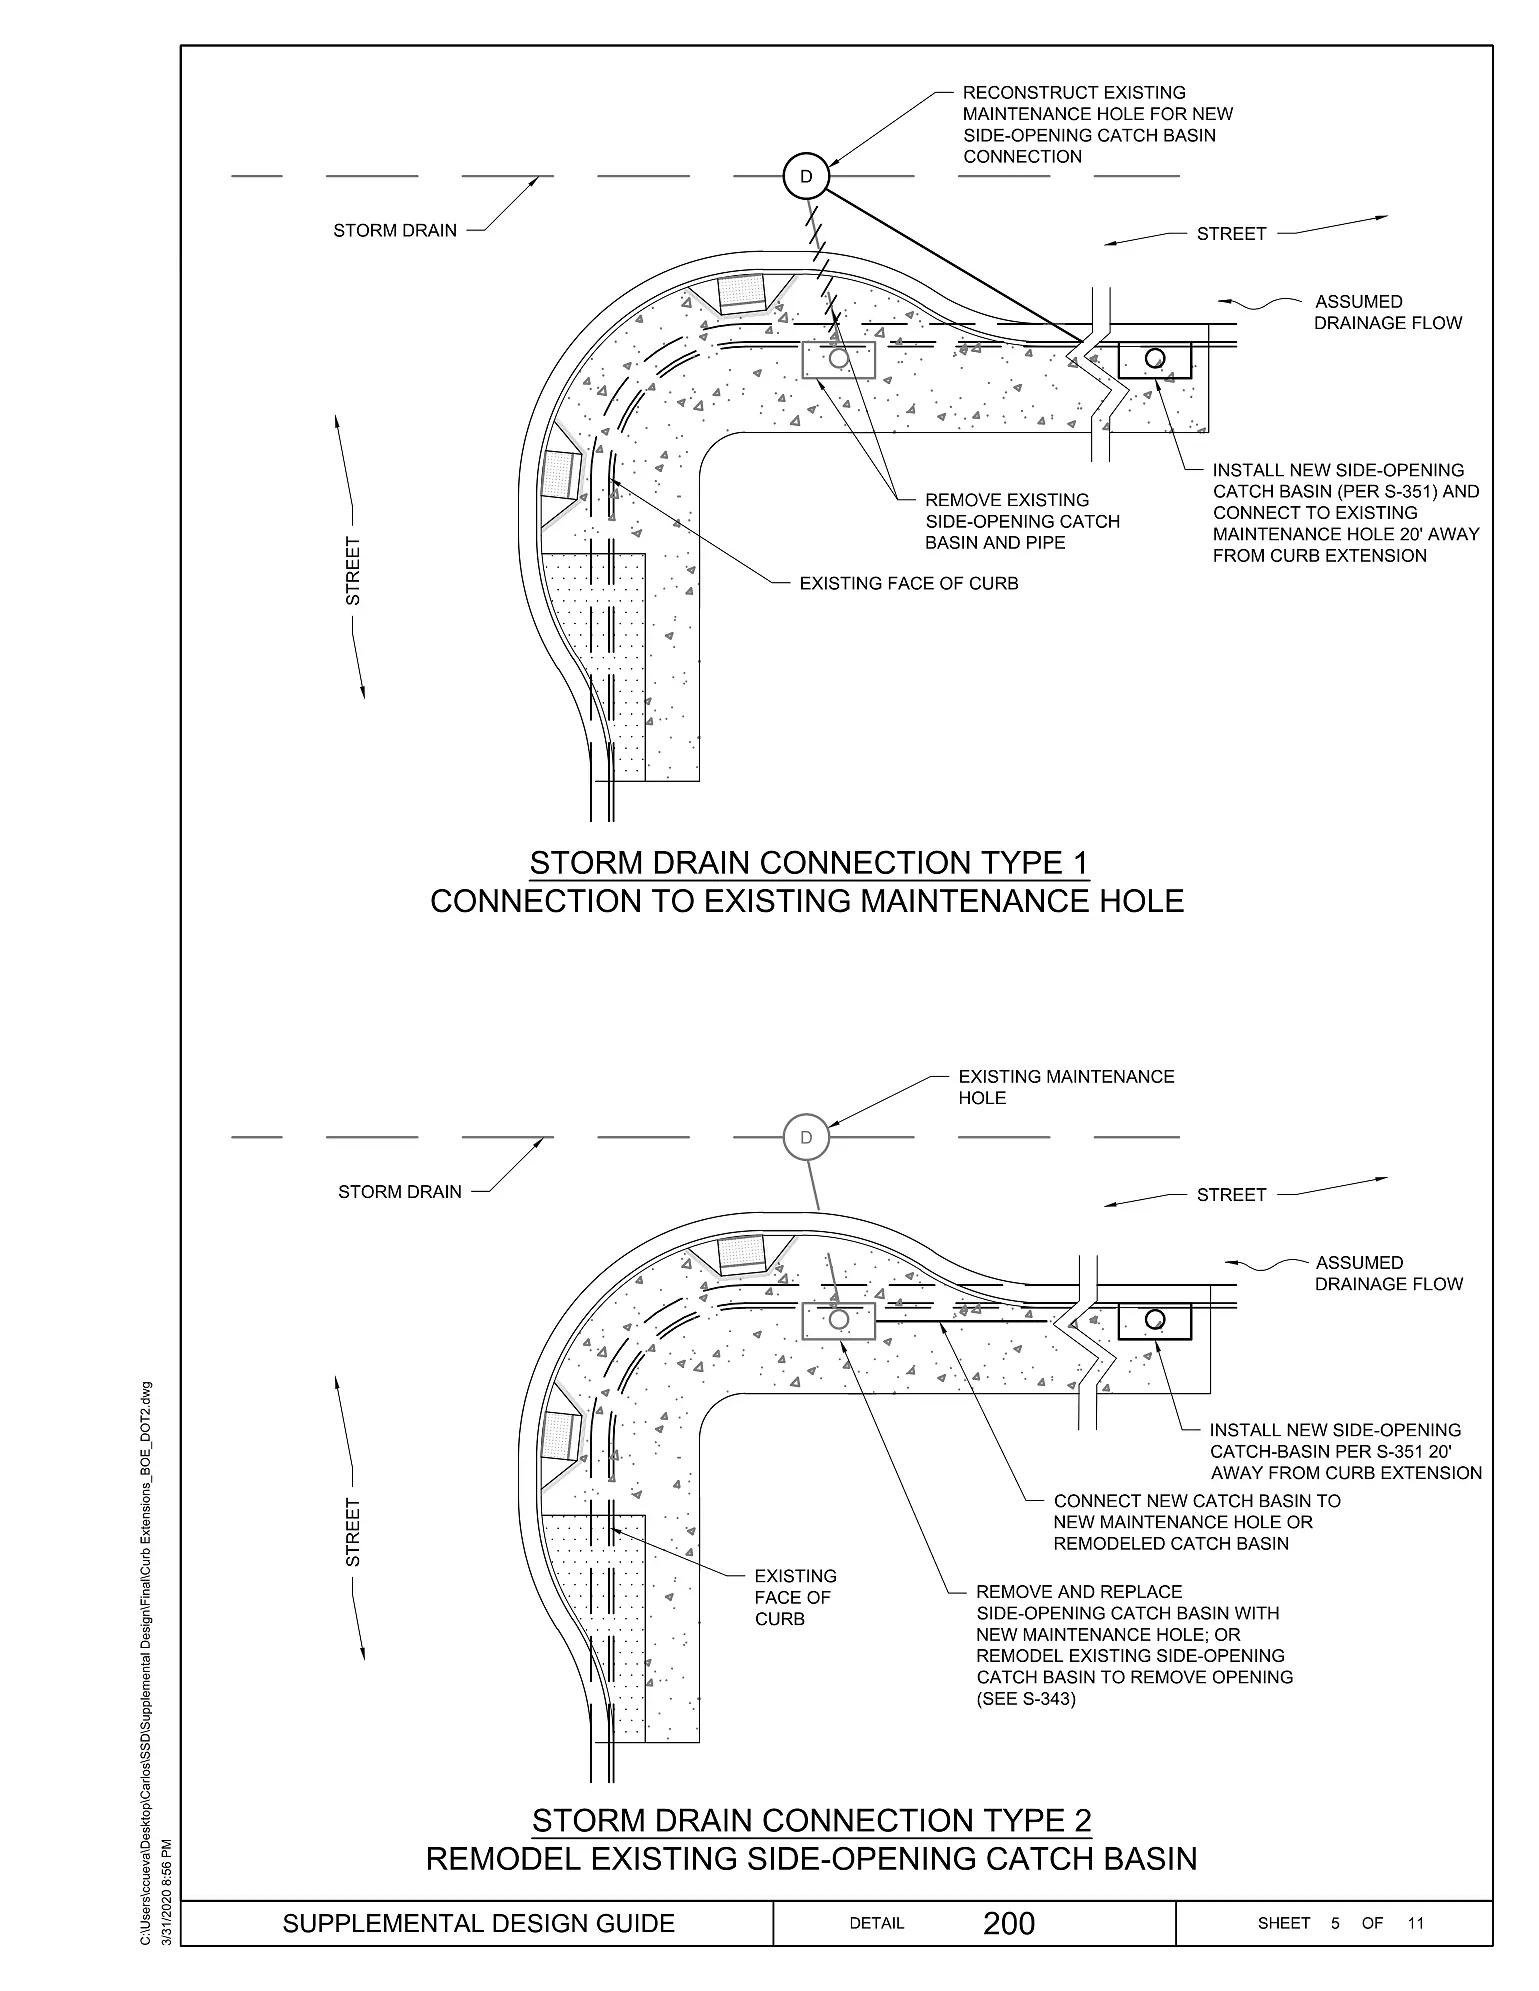 RECONSTRUCT EXISTING
MAINTENANCE HOLE FOR NEW
SIDE-OPENING CATCH BASIN
CONNECTION
D
STORM DRAIN
STREET
ASSUMED
DRAINAGE FLOW
INSTALL NEW SIDE-OPENING
CATCH BASIN (PER S-351) AND
CONNECT TO EXISTING
MAINTENANCE HOLE 20' AWAY
FROM CURB EXTENSION
REMOVE EXISTING
SIDE-OPENING CATCH
BASIN AND PIPE
EXISTING FACE OF CURB
STREET
STORM DRAIN CONNECTION TYPE 1
CONNECTION TO EXISTING MAINTENANCE HOLE
EXISTING MAINTENANCE
HOLE
D
STORM DRAIN
STREET
ASSUMED
DRAINAGE FLOW
INSTALL NEW SIDE-OPENING
CATCH-BASIN PER S-351 20'
AWAY FROM CURB EXTENSION
CONNECT NEW CATCH BASIN TO
NEW MAINTENANCE HOLE OR
REMODELED CATCH BASIN
STREET
EXISTING
FACE OF
CURB
REMOVE AND REPLACE
SIDE-OPENING CATCH BASIN WITH
NEW MAINTENANCE HOLE; OR
REMODEL EXISTING SIDE-OPENING
CATCH BASIN TO REMOVE OPENING
(SEE S-343)
STORM DRAIN CONNECTION TYPE 2
REMODEL EXISTING SIDE-OPENING CATCH BASIN
SUPPLEMENTAL DESIGN GUIDE
DETAIL 200
SHEET 5 OF 11
C:\Users\ccueva\Desktop\Carlos\SSD\Supplemental Design\Final\Curb Extensions_BOE_DOT2.dwg
3/31/2020 8:56 PM